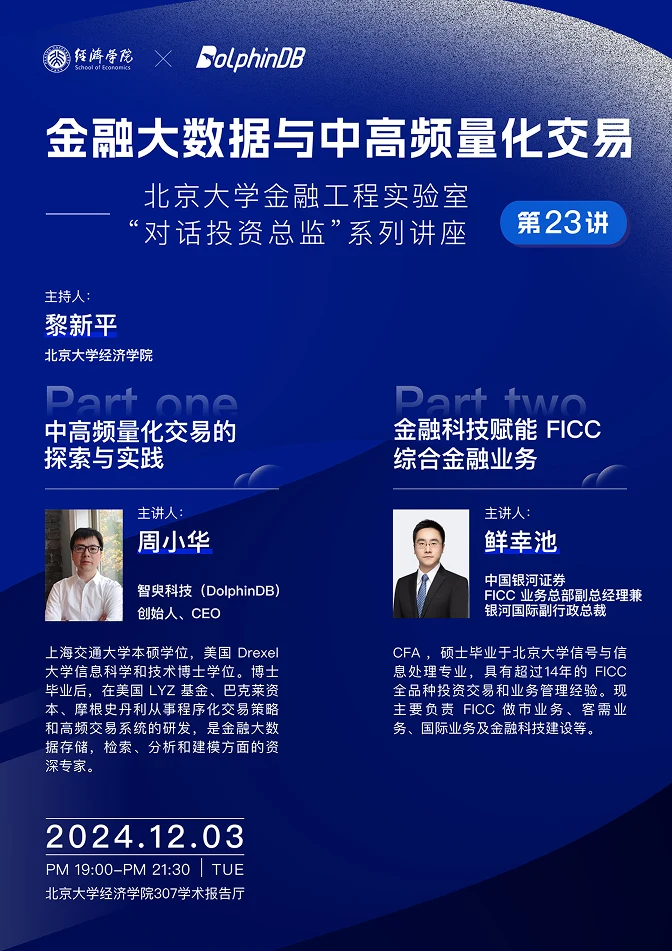 經濟學院
School of Economics
DolphinDB
金融大数据与中高频量化交易
北京大学金融工程实验室
“对话投资总监”系列讲座
第23讲
主持人：
黎新平
北京大学经济学院
Part one
中高频量化交易的
探索与实践
主讲人：
周小华
智臾科技（DolphinDB）
创始人、CEO
上海交通大学本硕学位，美国 Drexel
大学信息科学和技术博士学位。博士
毕业后，在美国 LYZ 基金、巴克莱资
本、摩根史丹利从事程序化交易策略
和高频交易系统的研发，是金融大数
据存储，检索、分析和建模方面的资
深专家。
Part two
金融科技赋能 FICC
综合金融业务
主讲人：
鲜幸池
中国银河证券
FICC 业务总部副总经理兼
银河国际副行政总裁
CFA ，硕士毕业于北京大学信号与信
息处理专业，具有超过14年的 FICC
全品种投资交易和业务管理经验。现
主要负责 FICC 做市业务、客需业
务、国际业务及金融科技建设等。
2024.12.03
PM 19:00–PM 21:30 TUE
北京大学经济学院307学术报告厅